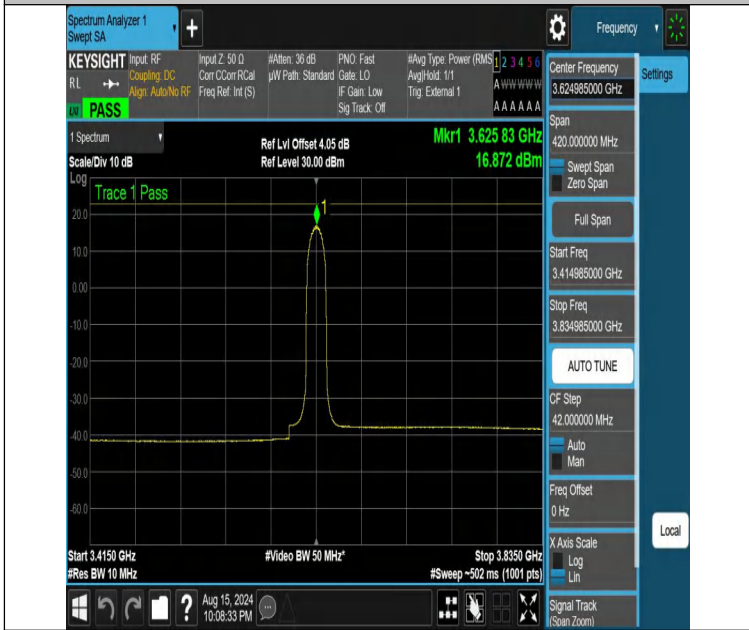 Spectrum Analyzer 1
Swept SA
+
Frequency
KEYSIGHT
RL
PASS
Input: RF
Coupling: DC
Align: Auto/No RF
Input Z: 50 Ω
Corr CCorr RCal
Freq Ref: Int (S)
#Atten: 36 dB
µW Path: Standard
PNO: Fast
Gate: LO
IF Gain: Low
Sig Track: Off
#Avg Type: Power (RMS
Avg|Hold: 1/1
Trig: External 1
1 2 3 4 5 6
A W W W W W
A A A A A A
1 Spectrum
Scale/Div 10 dB
Ref Lvl Offset 4.05 dB
Ref Level 30.00 dBm
Mkr1 3.625 83 GHz
16.872 dBm
Log
Trace 1 Pass
1
20.0
10.0
0.00
-10.0
-20.0
-30.0
-40.0
-50.0
-60.0
Start 3.4150 GHz
#Res BW 10 MHz
#Video BW 50 MHz*
Stop 3.8350 GHz
#Sweep ~502 ms (1001 pts)
Center Frequency
3.624985000 GHz
Settings
Span
420.000000 MHz
Swept Span
Zero Span
Full Span
Start Freq
3.414985000 GHz
Stop Freq
3.834985000 GHz
AUTO TUNE
CF Step
42.000000 MHz
Auto
Man
Freq Offset
0 Hz
X Axis Scale
Log
Lin
Local
Signal Track
(Span Zoom)
?
Aug 15, 2024
10:08:33 PM